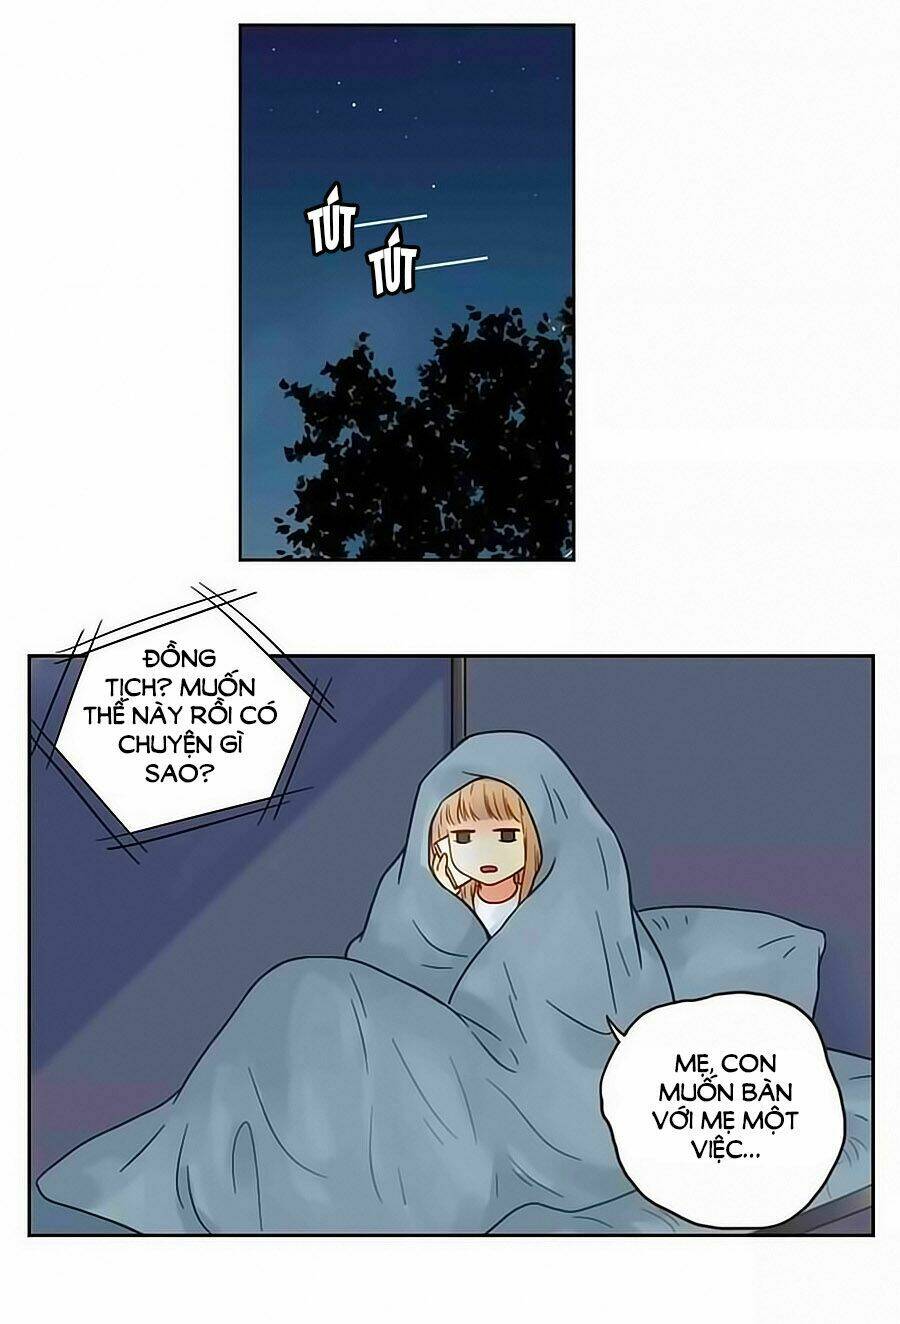 TÚT
TÚT
ĐỒNG
TỊCH? MUỐN
THẾ NÀY RỒI CÓ
CHUYỆN GÌ
SAO?
MẸ, CON
MUỐN BÀN
VỚI MẸ MỘT
VIỆC...